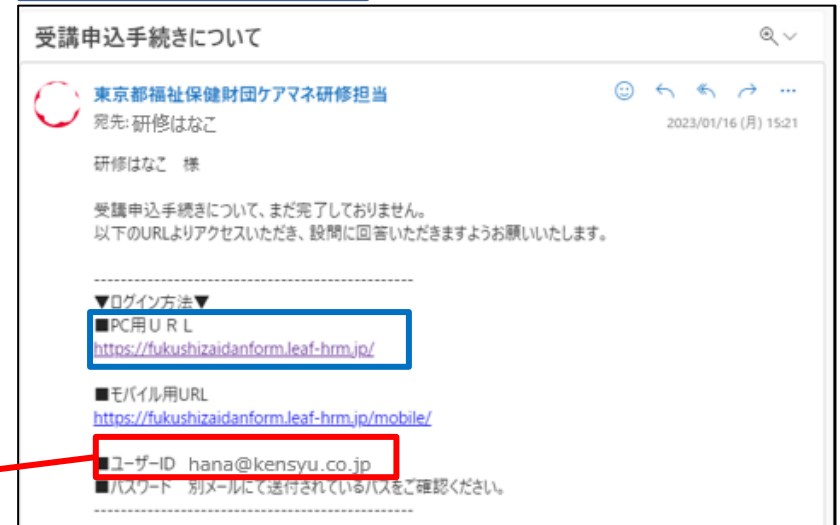 受講申込手続きについて
東京都福祉保健財団ケアマネ研修担当
宛先: 研修はなこ
2023/01/16 (月) 15:21
研修はなこ 様
受講申込手続きについて、まだ完了しておりません。
以下のURLよりアクセスいただき、設問に回答いただきますようお願いいたします。
------------------------------------------------
▼ログイン方法▼
■PC用ＵＲＬ
https://fukushizaidanform.leaf-hrm.jp/
■モバイル用URL
https://fukushizaidanform.leaf-hrm.jp/mobile/
■ユーザーID hana@kensyu.co.jp
■パスワード 別メールにて送付されているパスをご確認ください。
------------------------------------------------